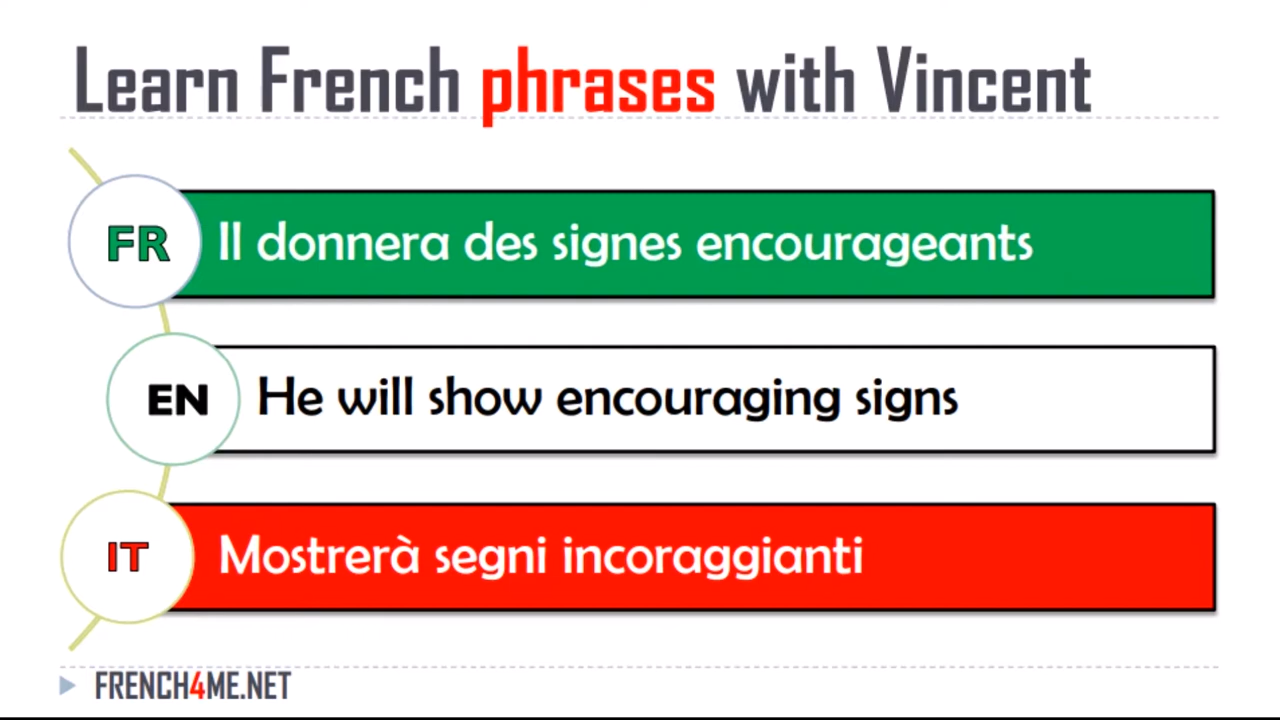 Learn French phrases with Vincent
FR
Il donnera des signes encourageants
EN
He will show encouraging signs
IT
Mostrerà segni incoraggianti
FRENCH4ME.NET